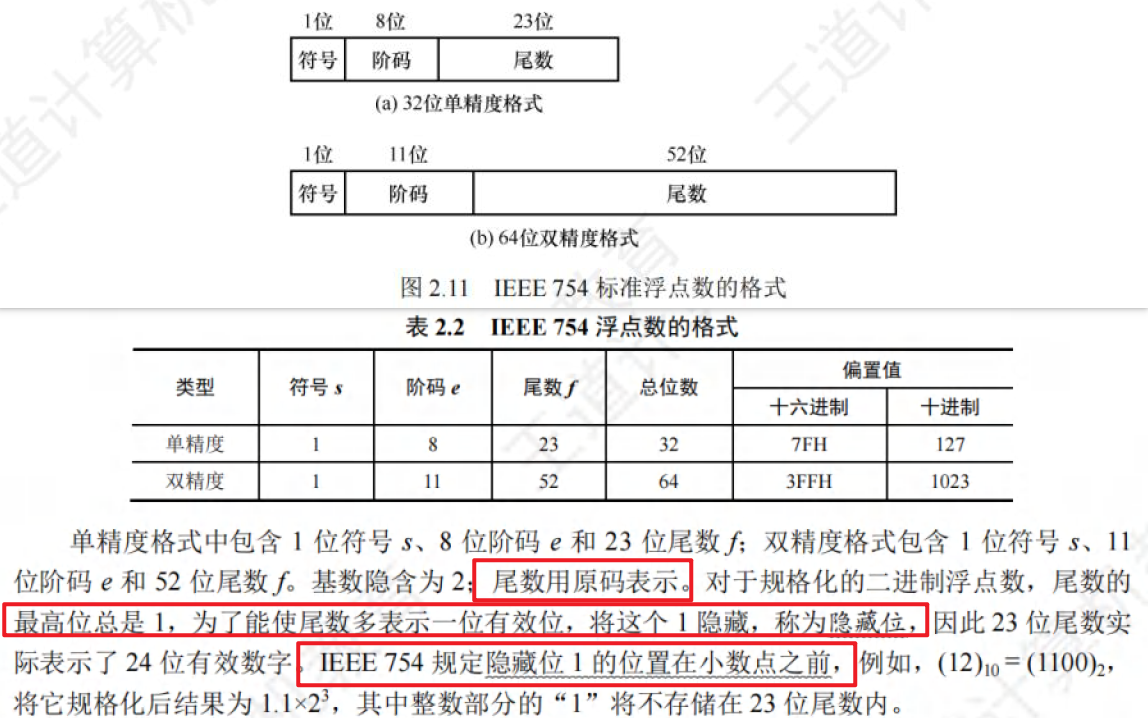 1位 8位 23位
符号 阶码 尾数
(a) 32位单精度格式
1位 11位 52位
符号 阶码 尾数
(b) 64位双精度格式
图 2.11 IEEE 754 标准浮点数的格式
表 2.2 IEEE 754 浮点数的格式
类型 符号 s 阶码 e 尾数 f 总位数 偏置值
十六进制 十进制
单精度 1 8 23 32 7FH 127
双精度 1 11 52 64 3FFH 1023
单精度格式中包含 1 位符号 s、8 位阶码 e 和 23 位尾数 f；双精度格式包含 1 位符号 s、11
位阶码 e 和 52 位尾数 f。基数隐含为 2；尾数用原码表示。对于规格化的二进制浮点数，尾数的
最高位总是 1，为了能使尾数多表示一位有效位，将这个 1 隐藏，称为隐藏位，因此 23 位尾数实
际表示了 24 位有效数字。IEEE 754 规定隐藏位 1 的位置在小数点之前，例如，(12)₁₀ = (1100)₂，
将它规格化后结果为 1.1×2³，其中整数部分的“1”将不存储在 23 位尾数内。